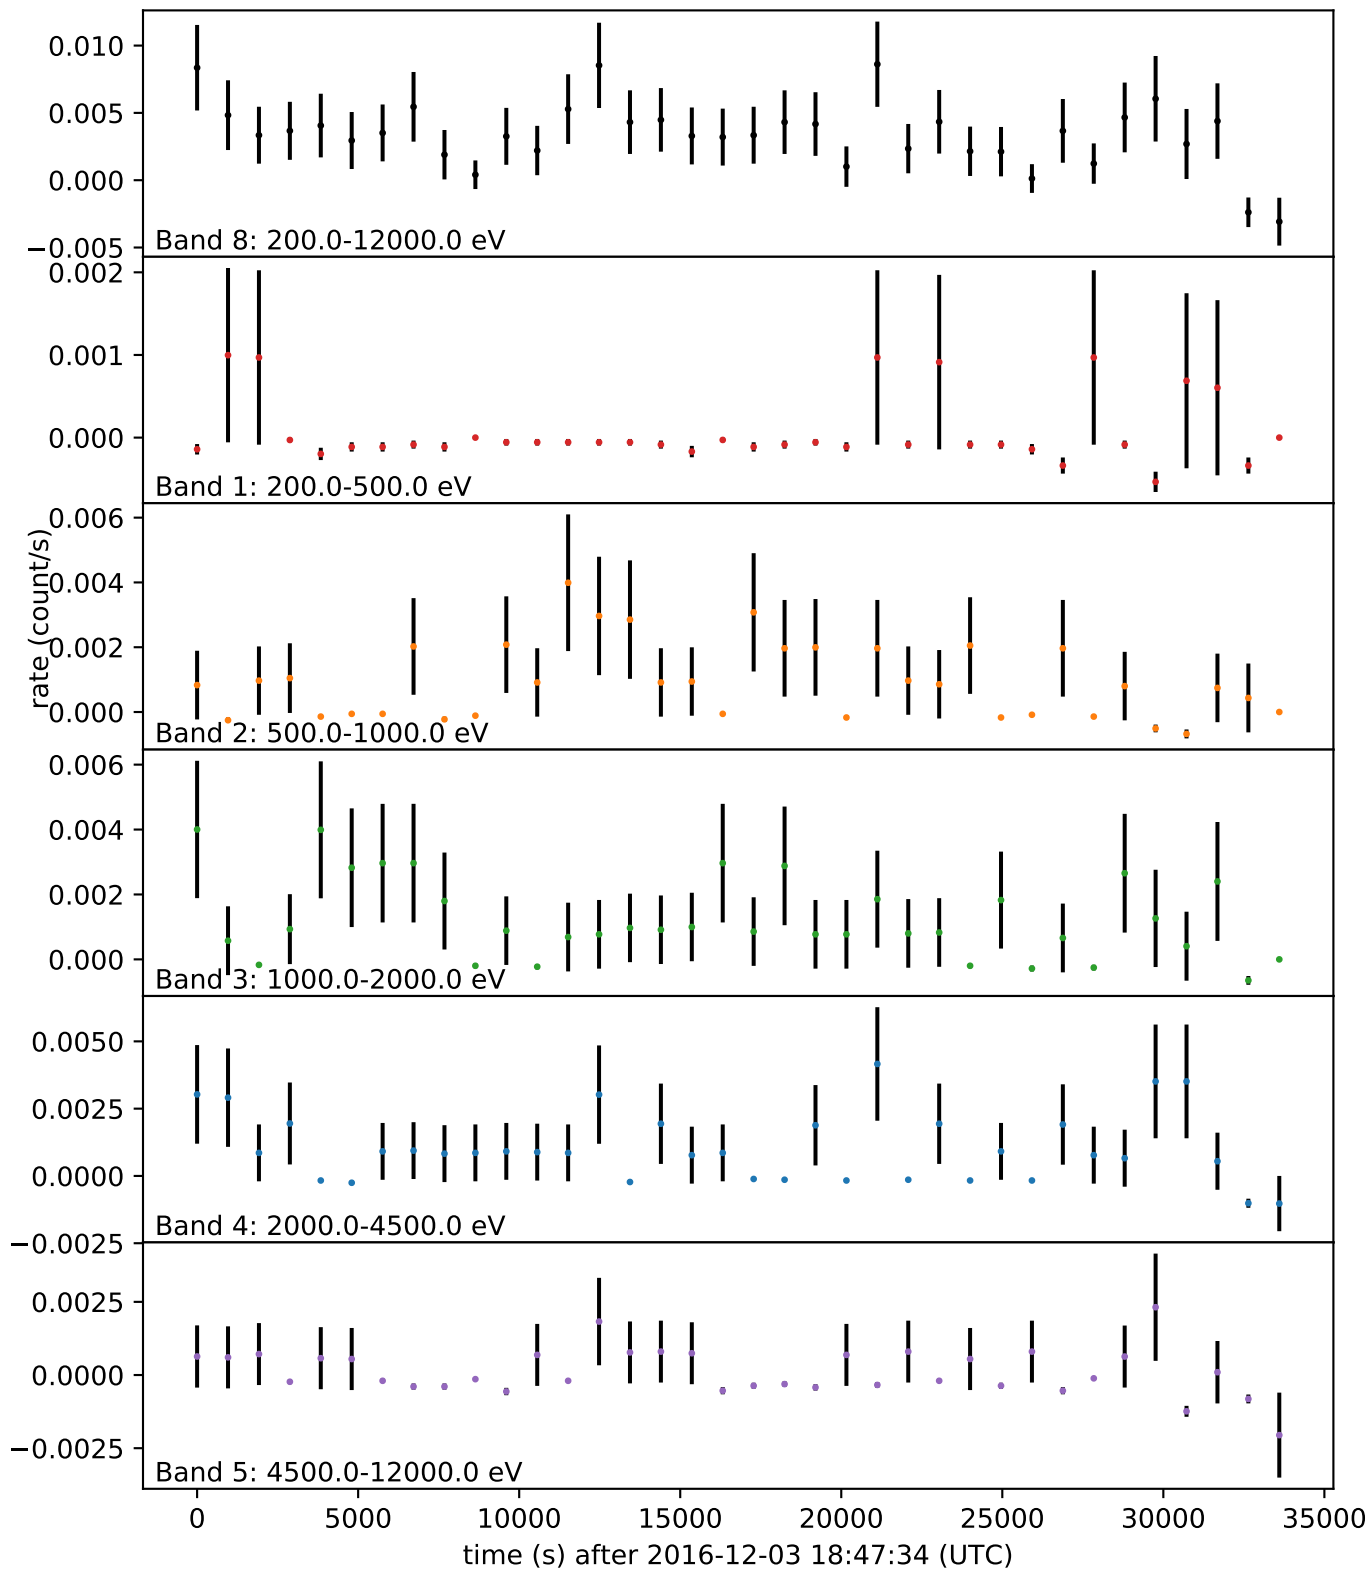 0.010
0.005
0.000
−0.005
Band 8: 200.0-12000.0 eV
0.002
0.001
0.000
Band 1: 200.0-500.0 eV
rate (count/s)
0.006
0.004
0.002
0.000
Band 2: 500.0-1000.0 eV
0.006
0.004
0.002
0.000
Band 3: 1000.0-2000.0 eV
0.0050
0.0025
0.0000
−0.0025
Band 4: 2000.0-4500.0 eV
0.0025
0.0000
−0.0025
Band 5: 4500.0-12000.0 eV
0 5000 10000 15000 20000 25000 30000 35000
time (s) after 2016-12-03 18:47:34 (UTC)